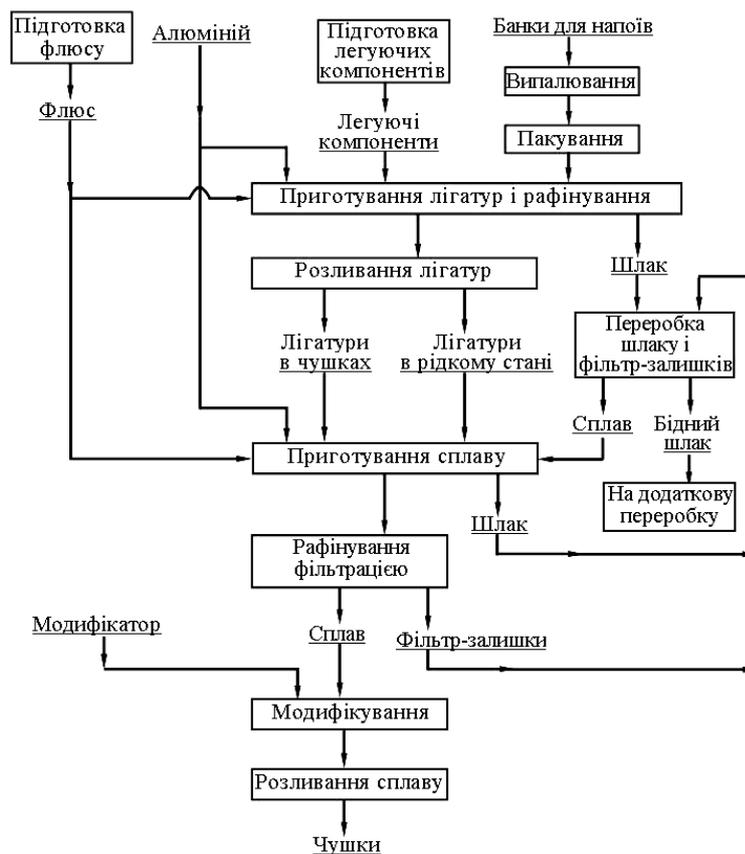 Підготовка
флюсу
Алюміній
Підготовка
легуючих
компонентів
Банки для напоїв
Випалювання
Флюс
Легуючі
компоненти
Пакування
Приготування лігатур і рафінування
Розливання лігатур
Шлак
Лігатури
в чушках
Лігатури
в рідкому стані
Переробка
шлаку і
фільтр-залишків
Сплав
Бідний
шлак
Приготування сплаву
На додаткову
переробку
Шлак
Рафінування
фільтрацією
Модифікатор
Сплав
Фільтр-залишки
Модифікування
Розливання сплаву
Чушки